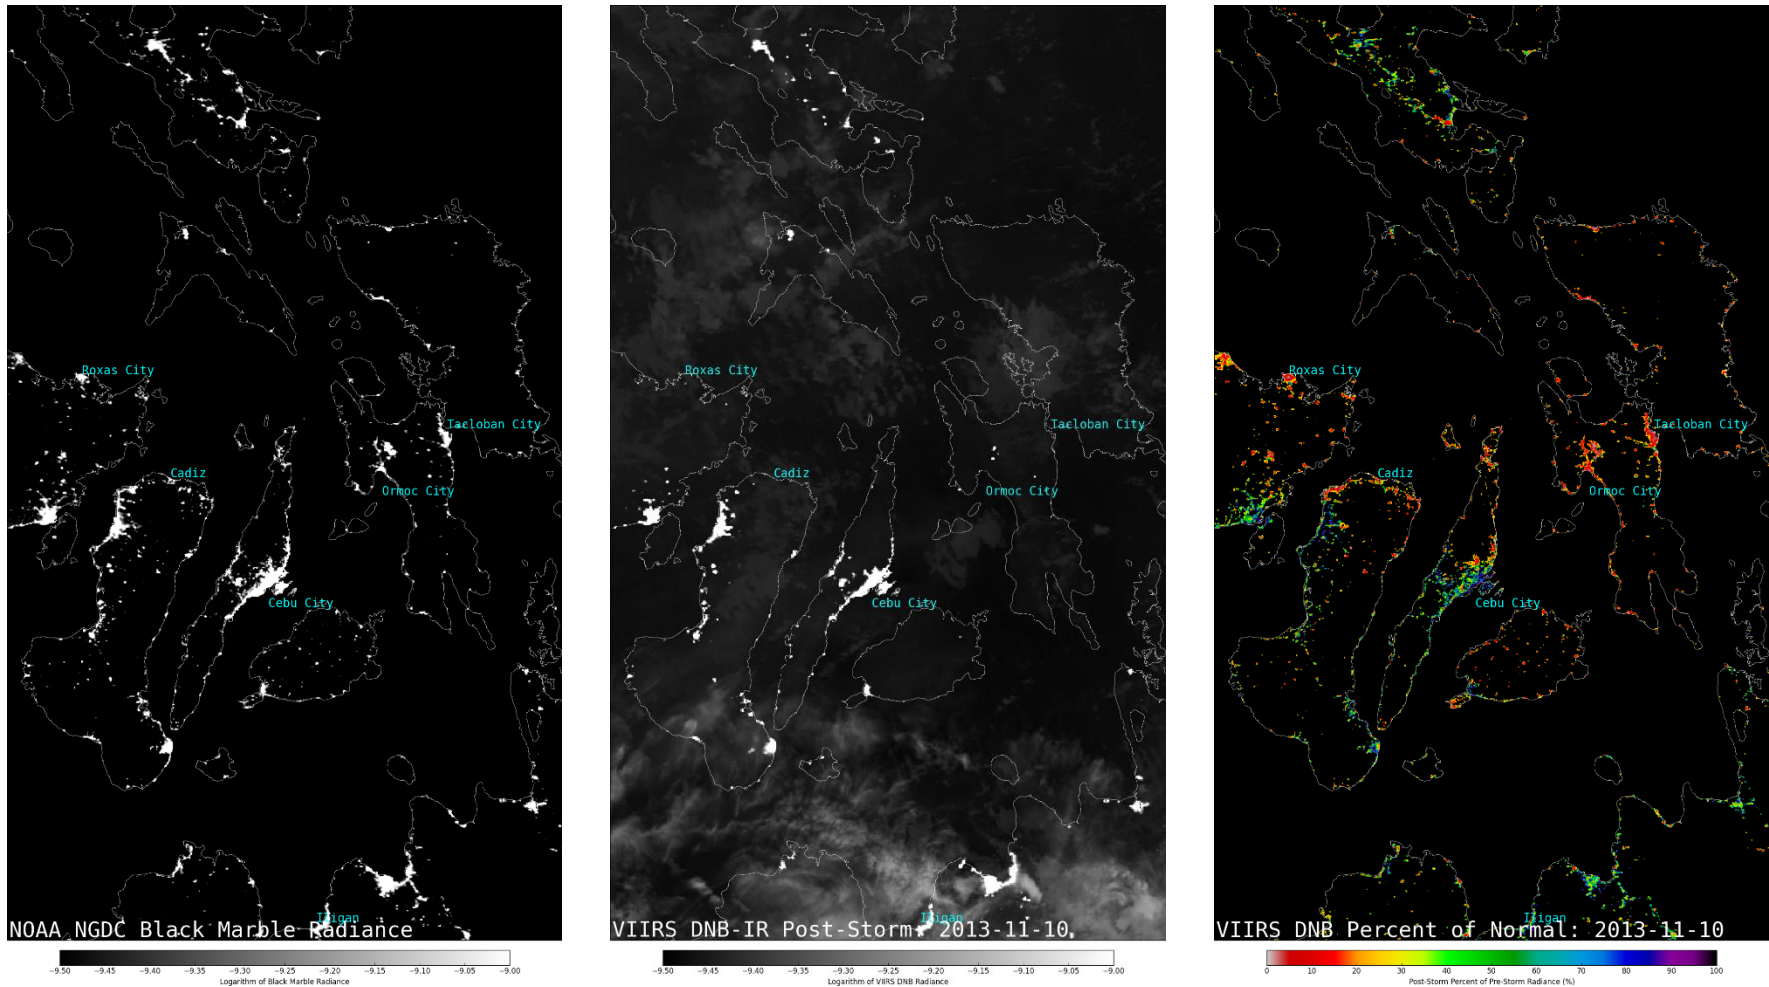 Roxas City
Tacloban City
Cadiz
Ormoc City
Cebu City
Iligan
NOAA NGDC Black Marble Radiance
−9.50 −9.45 −9.40 −9.35 −9.30 −9.25 −9.20 −9.15 −9.10 −9.05 −9.00
Logarithm of Black Marble Radiance
Roxas City
Tacloban City
Cadiz
Ormoc City
Cebu City
Iligan
VIIRS DNB-IR Post-Storm: 2013-11-10
−9.50 −9.45 −9.40 −9.35 −9.30 −9.25 −9.20 −9.15 −9.10 −9.05 −9.00
Logarithm of VIIRS DNB Radiance
Roxas City
Tacloban City
Cadiz
Ormoc City
Cebu City
Iligan
VIIRS DNB Percent of Normal: 2013-11-10
0 10 20 30 40 50 60 70 80 90 100
Post-Storm Percent of Pre-Storm Radiance (%)